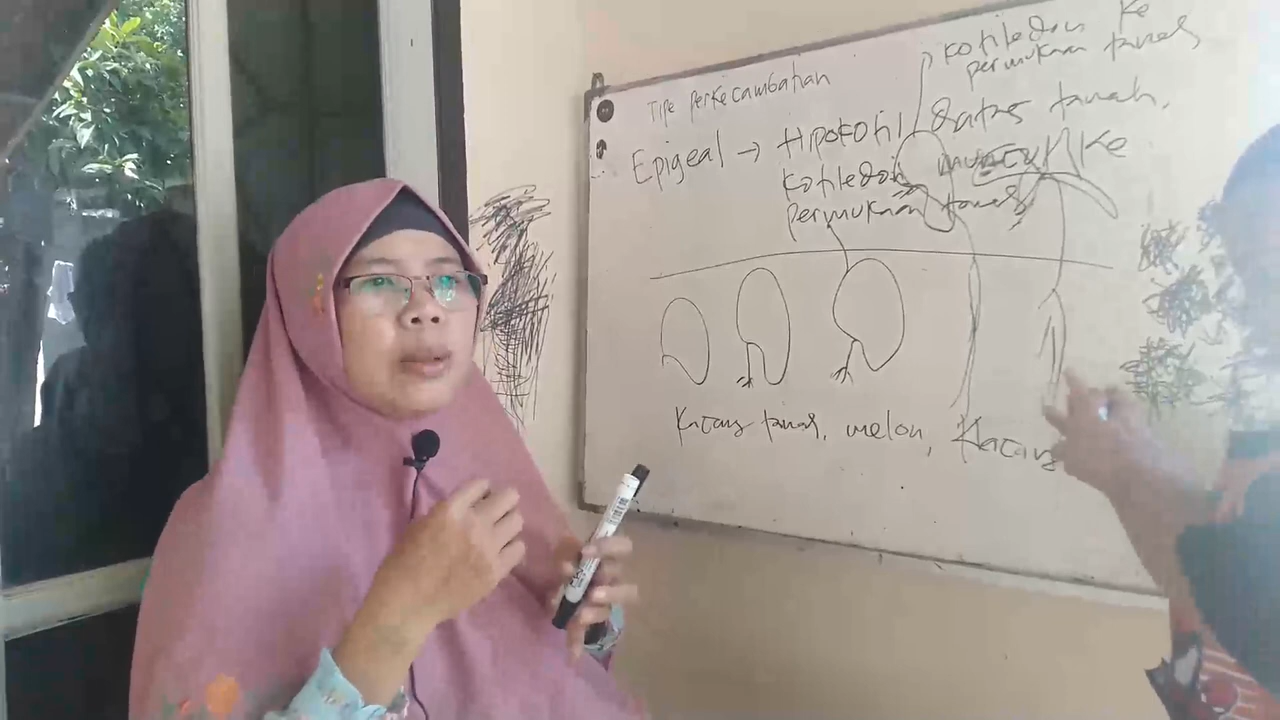 Tipe Perkecambahan
kotiledon ke
permukaan tanah
Epigeal → Hipokotil diatas tanah,
kotiledon muncul ke
permukaan tanah
Kacang tanah, melon, Kacang